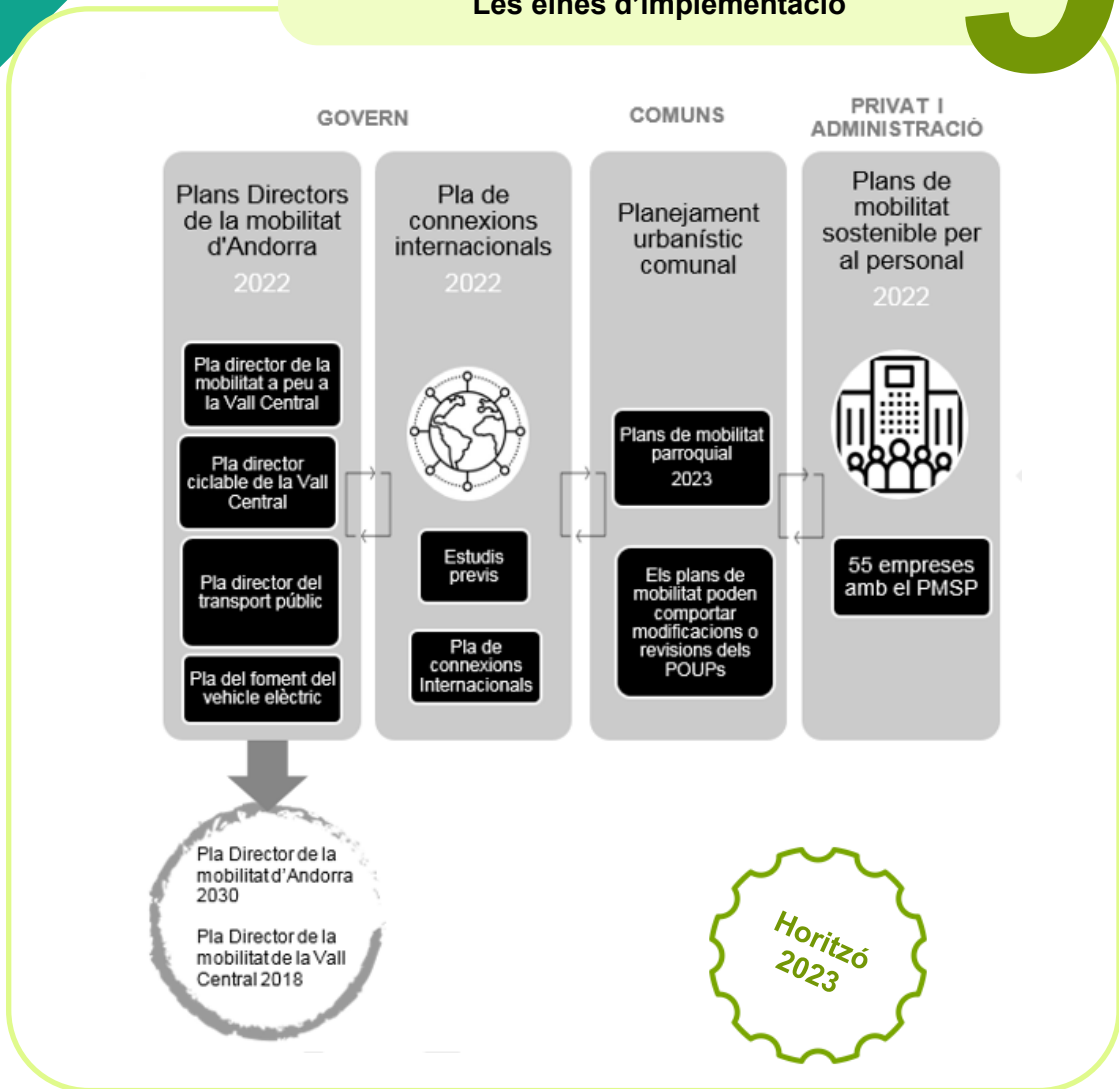 Les eines d'implementació
GOVERN
COMUNS
PRIVAT I
ADMINISTRACIÓ
Plans Directors
de la mobilitat
d'Andorra
2022
Pla director de la
mobilitat a peu a
la Vall Central
Pla director
ciclable de la Vall
Central
Pla director del
transport públic
Pla del foment del
vehicle elèctric
Pla de
connexions
internacionals
2022
Estudis
previs
Pla de
connexions
Internacionals
Planejament
urbanístic
comunal
Plans de mobilitat
parroquial
2023
Els plans de
mobilitat poden
comportar
modificacions o
revisions dels
POUPs
Plans de
mobilitat
sostenible per
al personal
2022
55 empreses
amb el PMSP
Pla Director de la
mobilitat d'Andorra
2030
Pla Director de la
mobilitat de la Vall
Central 2018
Horitzó
2023